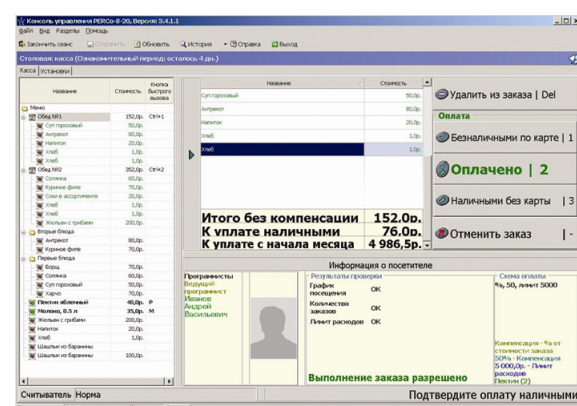 Консоль управления PERCo-S-20, Версия: 3.4.1.1
Файл Вид Разделы Помощь
Закончить сеанс Сохранить Обновить История Справка Выход
Столовая: касса (Ознакомительный период: осталось 4 дн.)
Касса Установки
Название Стоимость Кнопка быстрого вызова
Меню
Обед №1 152,0р. Ctrl+1
Суп гороховый 50,0р.
Антрекот 80,0р.
Напиток 20,0р.
Хлеб 1,0р.
Хлеб 1,0р.
Обед №2 352,0р. Ctrl+2
Солянка 60,0р.
Куриное филе 70,0р.
Соки в ассортименте 20,0р.
Хлеб 1,0р.
Хлеб 1,0р.
Жюльен с грибами 200,0р.
Вторые блюда
Антрекот 80,0р.
Куриное филе 70,0р.
Первые блюда
Борщ 70,0р.
Солянка 60,0р.
Суп гороховый 50,0р.
Харчо 70,0р.
Пектин яблочный 40,0р. P
Молоко, 0.5 л 35,0р. M
Жюльен с грибами 200,0р.
Напиток 20,0р.
Хлеб 1,0р.
Шашлык из баранины
Шашлык из баранины 100,0р.
Название Стоимость
Суп гороховый 50,0р.
Антрекот 80,0р.
Напиток 20,0р.
Хлеб 1,0р.
Хлеб 1,0р.
Итого без компенсации 152.0р.
К уплате наличными 76.0р.
К уплате с начала месяца 4 986,5р.
Удалить из заказа | Del
Оплата
Безналичными по карте | 1
Оплачено | 2
Наличными без карты | 3
Отменить заказ | -
Информация о посетителе
Программисты
Ведущий
программист
Иванов
Андрей
Васильевич
Результаты проверки
График посещения ОК
Количество заказов ОК
Лимит расходов ОК
Выполнение заказа разрешено
Схема оплаты
%, 50, лимит 5000
Компенсация - % от
стоимости заказа
50% - Компенсация
5 000,0р. - Лимит
расходов
Пектин (2)
Считыватель Норма
Подтвердите оплату наличными